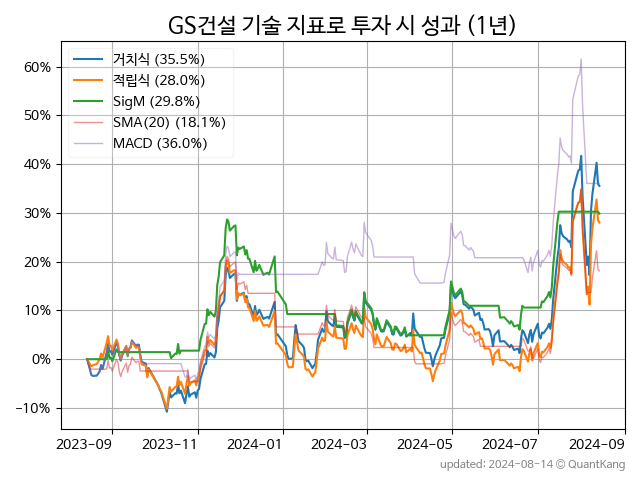 GS건설 기술 지표로 투자 시 성과 (1년)
거치식 (35.5%)
적립식 (28.0%)
SigM (29.8%)
SMA(20) (18.1%)
MACD (36.0%)
60%
50%
40%
30%
20%
10%
0%
−10%
2023-09 2023-11 2024-01 2024-03 2024-05 2024-07 2024-09
updated: 2024-08-14 © QuantKang